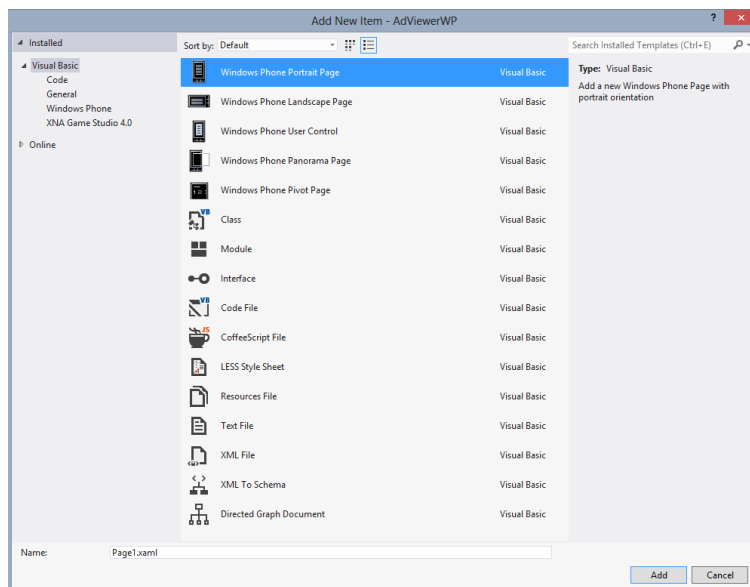 Add New Item - AdViewerWP
?
Installed
Sort by: Default
Search Installed Templates (Ctrl+E)
Visual Basic
Code
General
Windows Phone
XNA Game Studio 4.0
Online
Windows Phone Portrait Page Visual Basic
Windows Phone Landscape Page Visual Basic
Windows Phone User Control Visual Basic
Windows Phone Panorama Page Visual Basic
Windows Phone Pivot Page Visual Basic
VB
Class Visual Basic
Module Visual Basic
Interface Visual Basic
VB
Code File Visual Basic
JS
CoffeeScript File Visual Basic
LESS Style Sheet Visual Basic
Resources File Visual Basic
Text File Visual Basic
XML File Visual Basic
XML To Schema Visual Basic
Directed Graph Document Visual Basic
Type: Visual Basic
Add a new Windows Phone Page with
portrait orientation
Name: Page1.xaml
Add Cancel